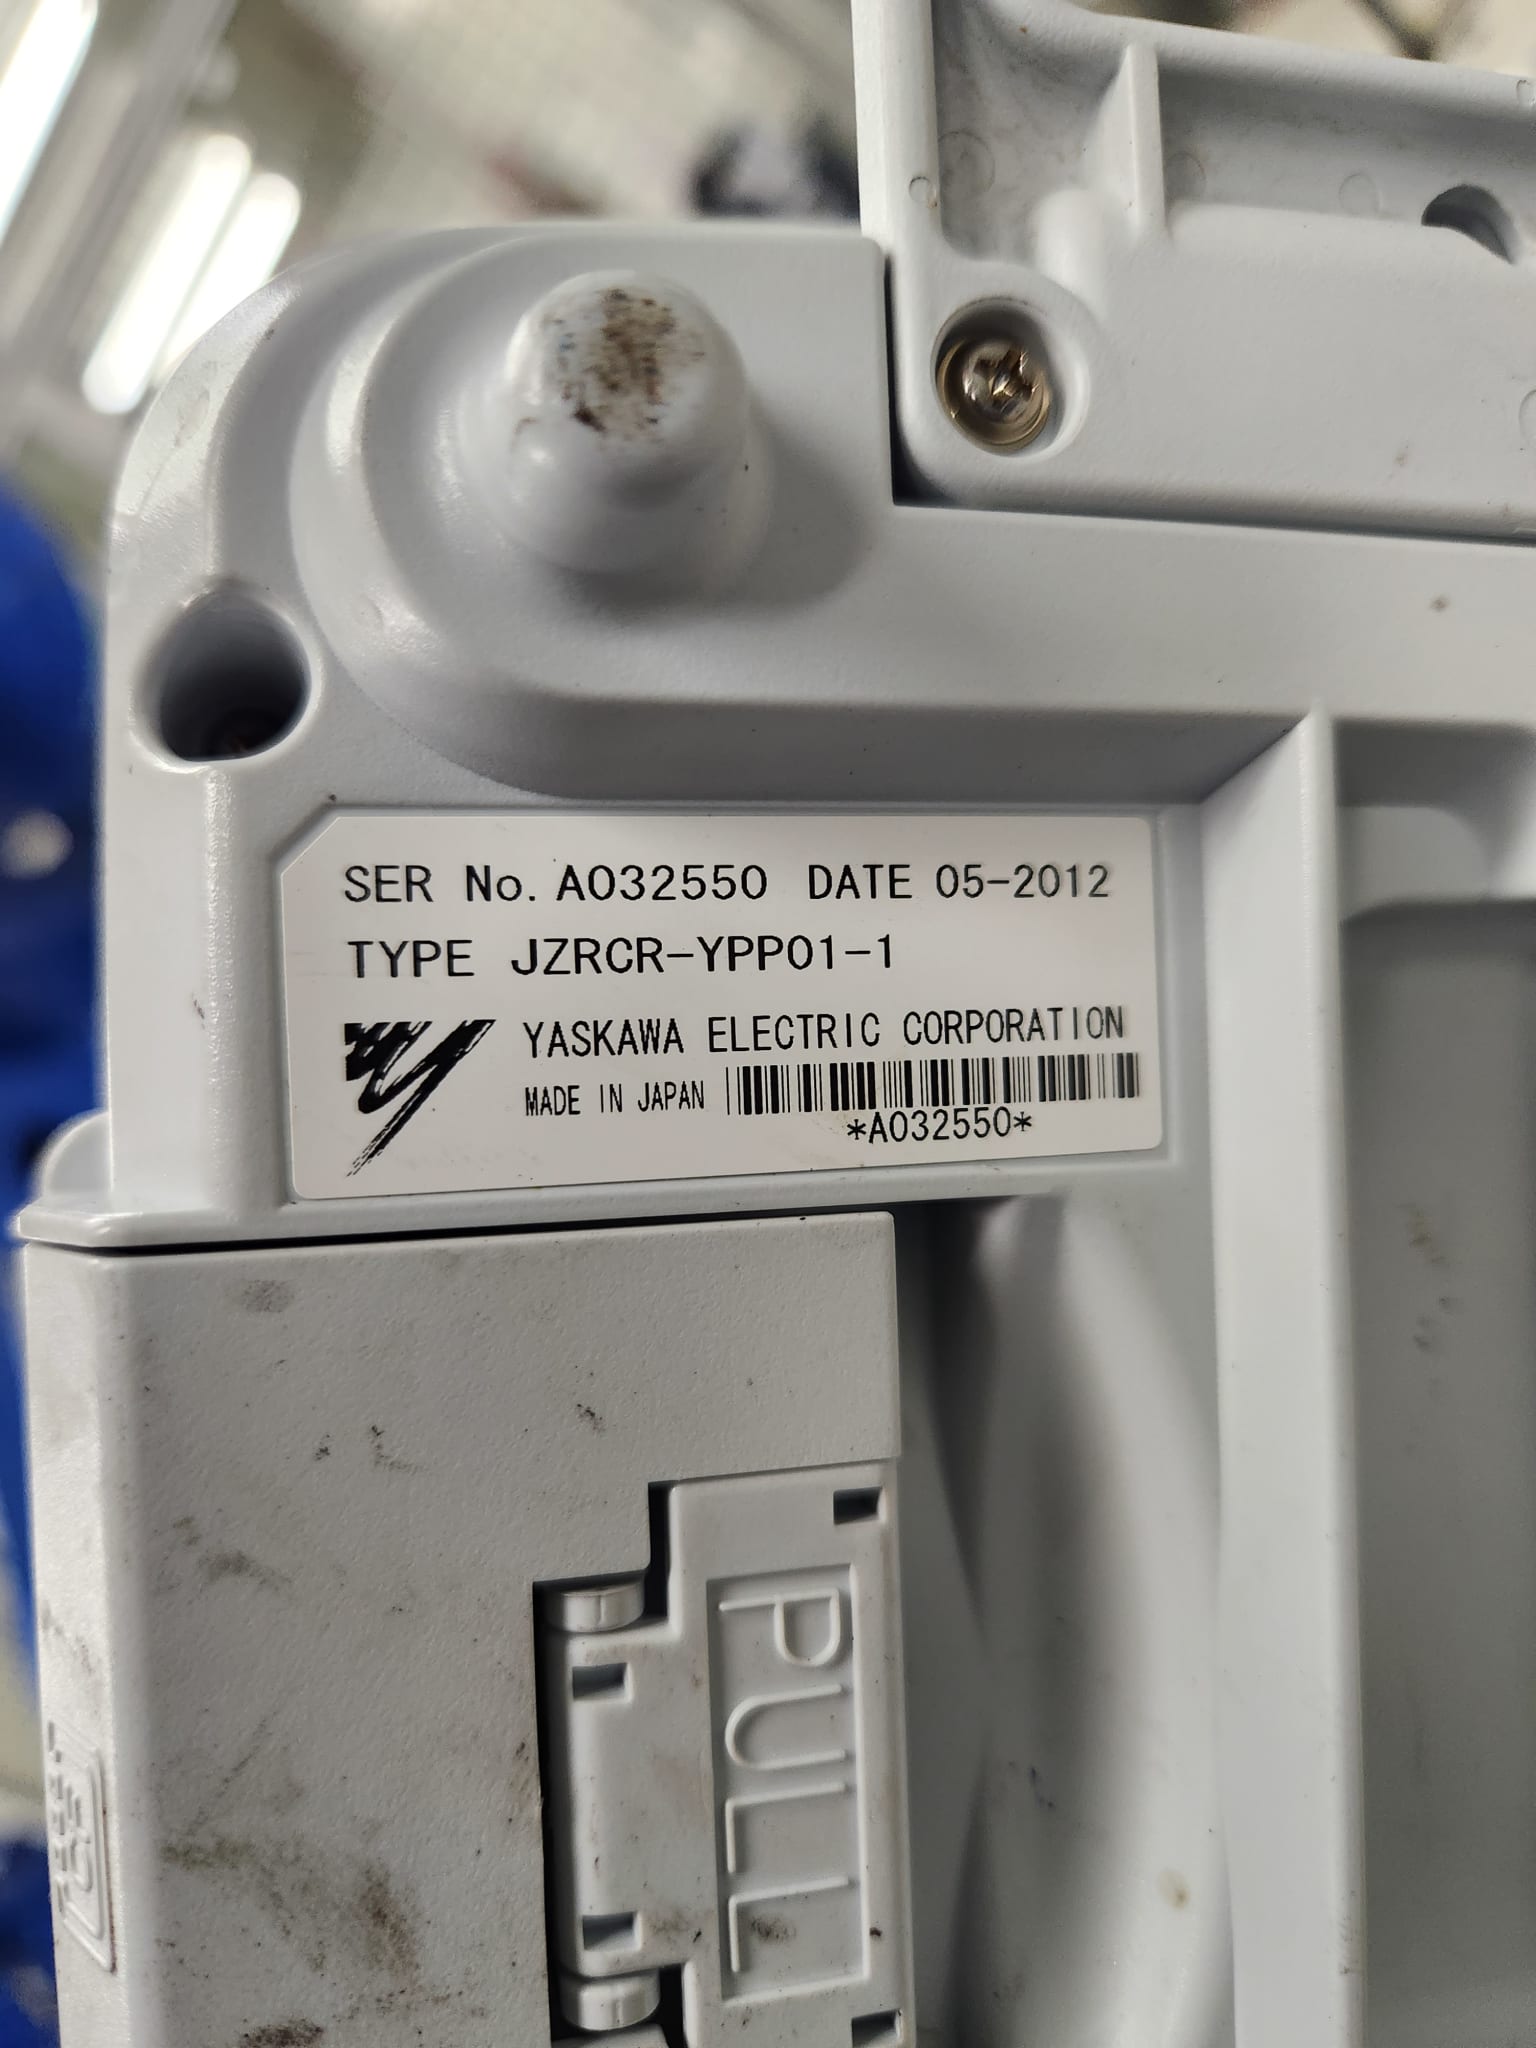 SER No. A032550 DATE 05-2012
TYPE JZRCR-YPP01-1
YASKAWA ELECTRIC CORPORATION
MADE IN JAPAN
*A032550*
PULL